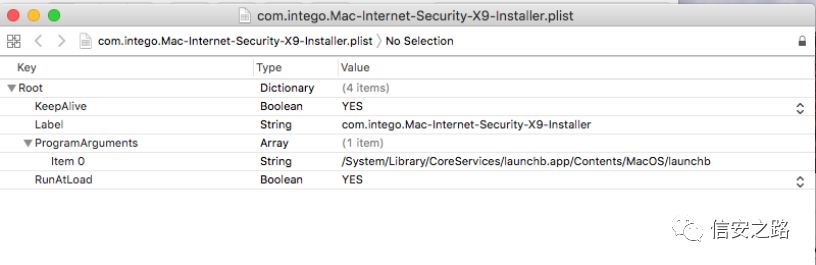 com.intego.Mac-Internet-Security-X9-Installer.plist
com.intego.Mac-Internet-Security-X9-Installer.plist 〉No Selection
Key Type Value
Root Dictionary (4 items)
KeepAlive Boolean YES
Label String com.intego.Mac-Internet-Security-X9-Installer
ProgramArguments Array (1 item)
Item 0 String /System/Library/CoreServices/launchb.app/Contents/MacOS/launchb
RunAtLoad Boolean YES
信安之路